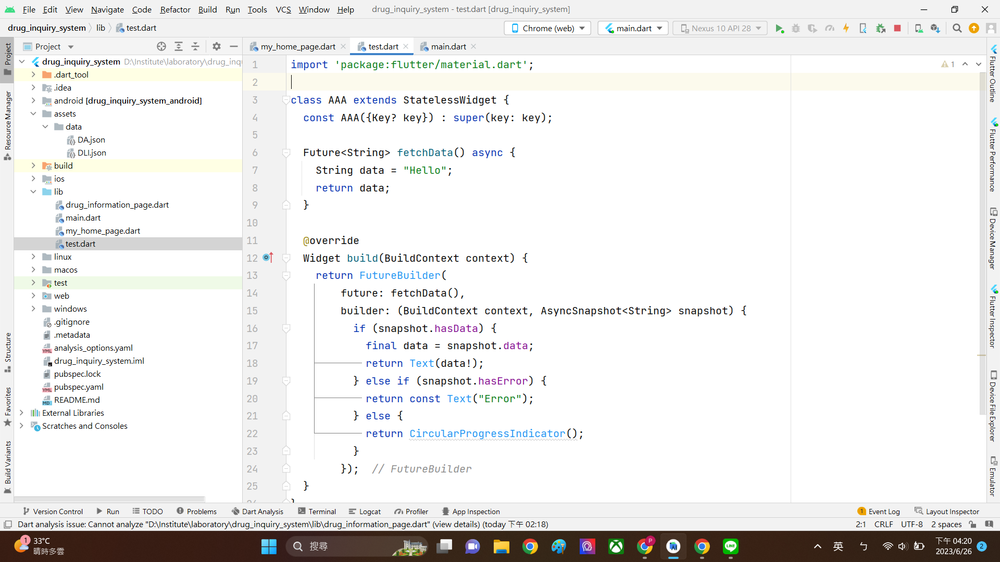 File Edit View Navigate Code Refactor Build Run Tools VCS Window Help drug_inquiry_system - test.dart [drug_inquiry_system]
drug_inquiry_system lib test.dart Chrome (web) main.dart Nexus 10 API 28
Project
my_home_page.dart test.dart main.dart
drug_inquiry_system D:\Institute\laboratory\drug_inq
.dart_tool
.idea
android [drug_inquiry_system_android]
assets
data
DA.json
DLI.json
build
ios
lib
drug_information_page.dart
main.dart
my_home_page.dart
test.dart
linux
macos
test
web
windows
.gitignore
.metadata
analysis_options.yaml
drug_inquiry_system.iml
pubspec.lock
pubspec.yaml
README.md
External Libraries
Scratches and Consoles
Project
Resource Manager
Structure
Favorites
Build Variants
1 import 'package:flutter/material.dart';
2
3 class AAA extends StatelessWidget {
4 const AAA({Key? key}) : super(key: key);
5
6 Future<String> fetchData() async {
7 String data = "Hello";
8 return data;
9 }
10
11 @override
12 Widget build(BuildContext context) {
13 return FutureBuilder(
14 future: fetchData(),
15 builder: (BuildContext context, AsyncSnapshot<String> snapshot) {
16 if (snapshot.hasData) {
17 final data = snapshot.data;
18 return Text(data!);
19 } else if (snapshot.hasError) {
20 return const Text("Error");
21 } else {
22 return CircularProgressIndicator();
23 }
24 }); // FutureBuilder
25 }
1
Flutter Outline
Flutter Performance
Device Manager
Flutter Inspector
Device File Explorer
Emulator
Version Control Run TODO Problems Dart Analysis Terminal Logcat Profiler App Inspection 1 Event Log Layout Inspector
Dart analysis issue: Cannot analyze "D:\Institute\laboratory\drug_inquiry_system\lib\drug_information_page.dart" (view details) (today 下午 02:18) 2:1 CRLF UTF-8 2 spaces
1 33°C
晴時多雲
搜尋
P
LINE
英 ㄅ
下午 04:20
2023/6/26
2